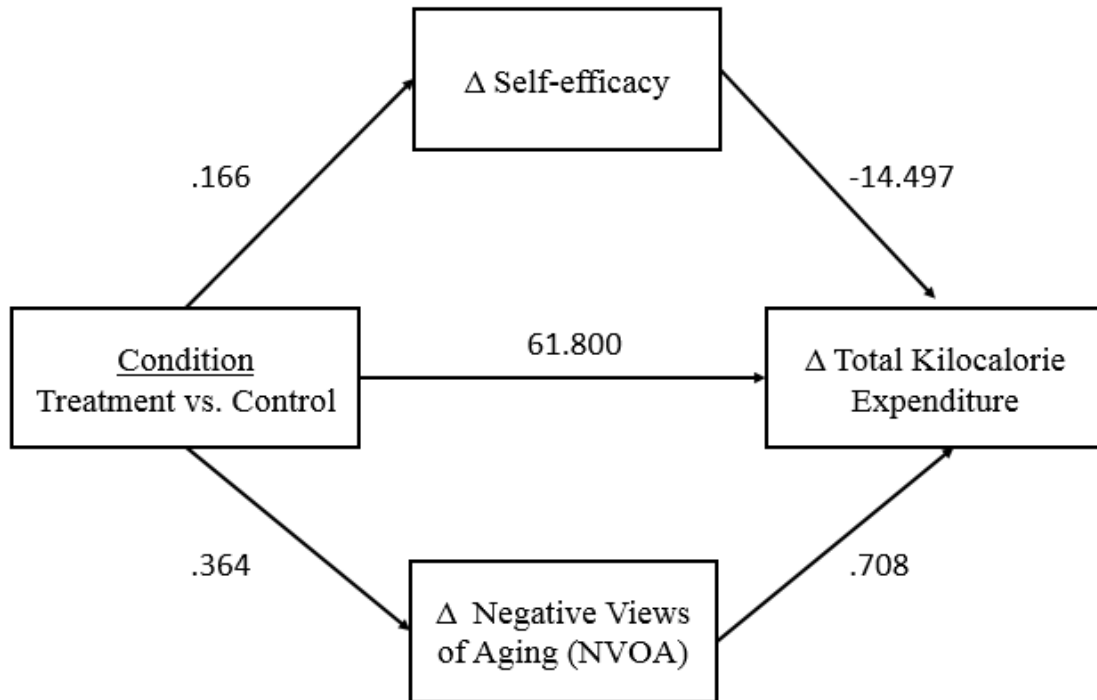 Δ Self-efficacy
.166
-14.497
Condition
Treatment vs. Control
61.800
Δ Total Kilocalorie
Expenditure
.364
.708
Δ Negative Views
of Aging (NVOA)